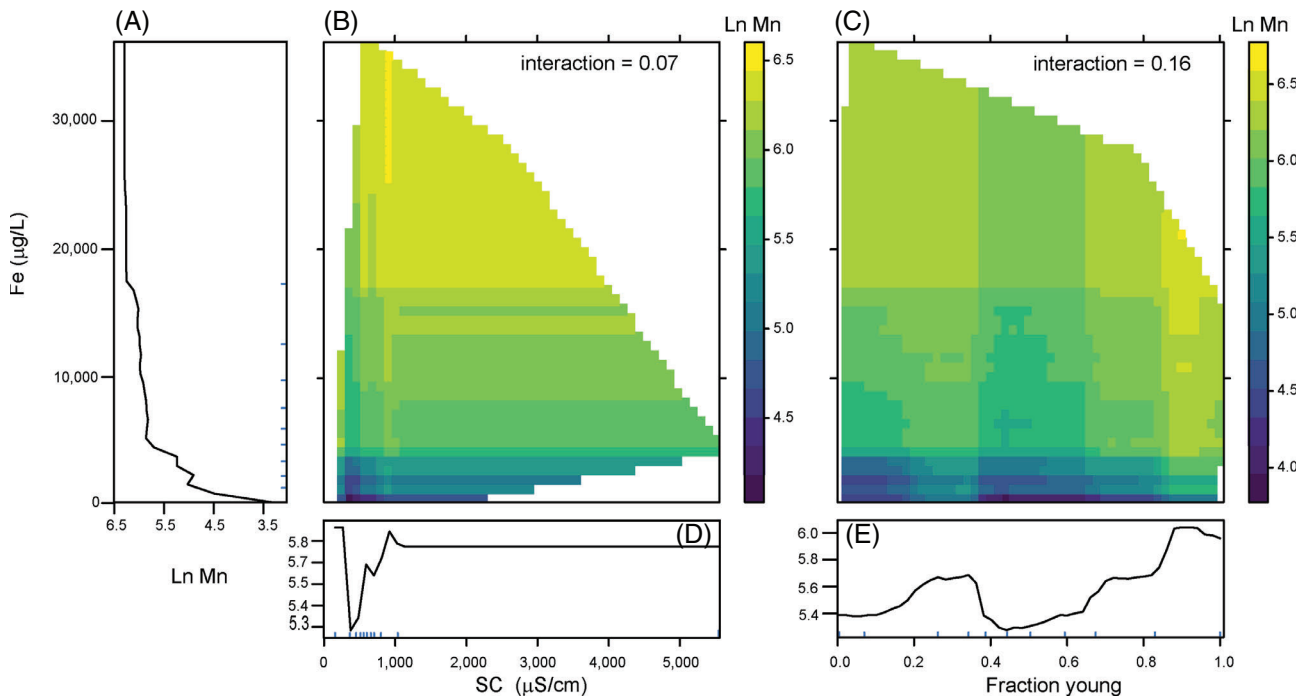 (A)
(B)
Ln Mn
(C)
Ln Mn
interaction = 0.07
interaction = 0.16
6.5
6.0
5.5
5.0
4.5
6.5
6.0
5.5
5.0
4.5
4.0
30,000
20,000
10,000
0
Fe (µg/L)
6.5 5.5 4.5 3.5
Ln Mn
(D)
5.8
5.7
5.5
5.4
5.3
0 1,000 2,000 3,000 4,000 5,000
SC (µS/cm)
(E)
6.0
5.8
5.6
5.4
0.0 0.2 0.4 0.6 0.8 1.0
Fraction young